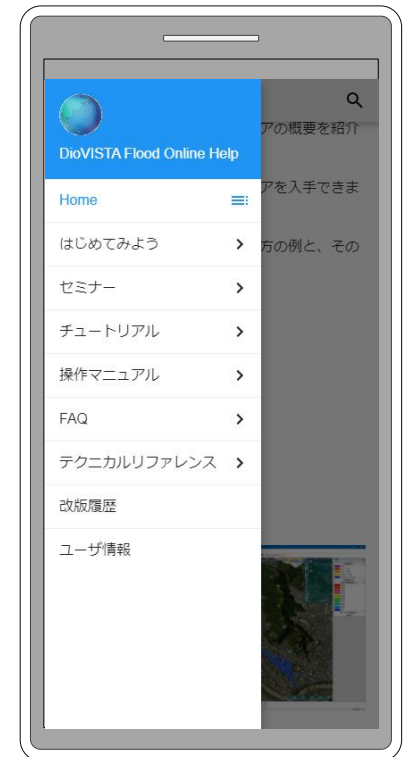 DioVISTA Flood Online Help
Home
はじめてみよう
セミナー
チュートリアル
操作マニュアル
FAQ
テクニカルリファレンス
改版履歴
ユーザ情報
アの概要を紹介
アを入手できま
方の例と、その